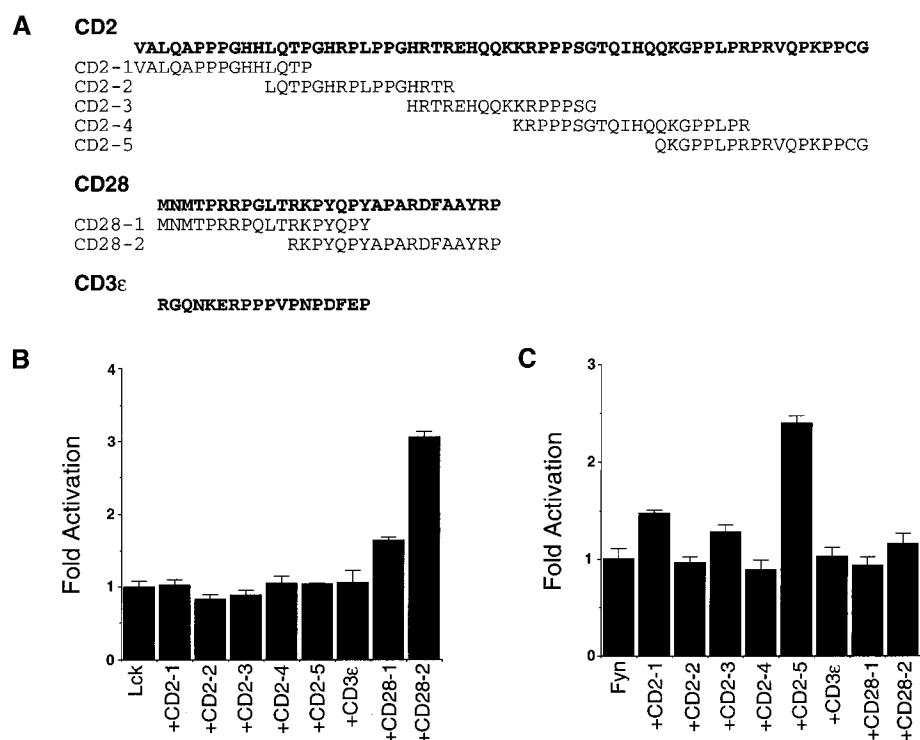 A
CD2
VALQAPPPGHHLQTPGHRPLPPGHRTREHQQKKRPPPSGTQIHQQKGPPLPRPRVQPKPPCG
CD2-1 VALQAPPPGHHLQTP
CD2-2 LQTPGHRPLPPGHRTR
CD2-3 HRTREHQQKKRPPPSG
CD2-4 KRPPPSGTQIHQQKGPPLPR
CD2-5 QKGPPLPRPRVQPKPPCG
CD28
MNMTPRRPGLTRKPYQPYAPARDFAAYRP
CD28-1 MNMTPRRPQLTRKPYQPY
CD28-2 RKPYQPYAPARDFAAYRP
CD3ε
RGQNKERPPPVPNPDFEP
B
Fold Activation
4
3
2
1
0
Lck
+CD2-1
+CD2-2
+CD2-3
+CD2-4
+CD2-5
+CD3ε
+CD28-1
+CD28-2
C
Fold Activation
3
2
1
0
Fyn
+CD2-1
+CD2-2
+CD2-3
+CD2-4
+CD2-5
+CD3ε
+CD28-1
+CD28-2